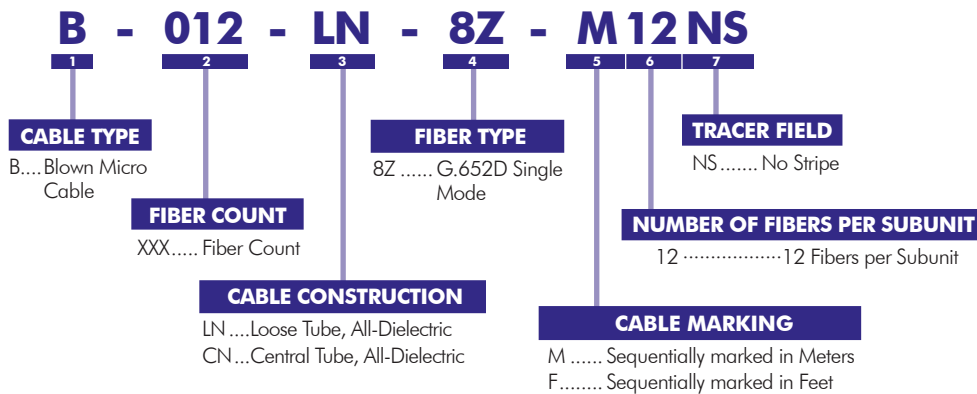 B - 012 - LN - 8Z - M 12 NS
1 2 3 4 5 6 7
CABLE TYPE
B....Blown Micro
Cable
FIBER COUNT
XXX..... Fiber Count
CABLE CONSTRUCTION
LN ....Loose Tube, All-Dielectric
CN...Central Tube, All-Dielectric
FIBER TYPE
8Z ...... G.652D Single
Mode
CABLE MARKING
M ...... Sequentially marked in Meters
F........ Sequentially marked in Feet
NUMBER OF FIBERS PER SUBUNIT
12 ··················12 Fibers per Subunit
TRACER FIELD
NS....... No Stripe